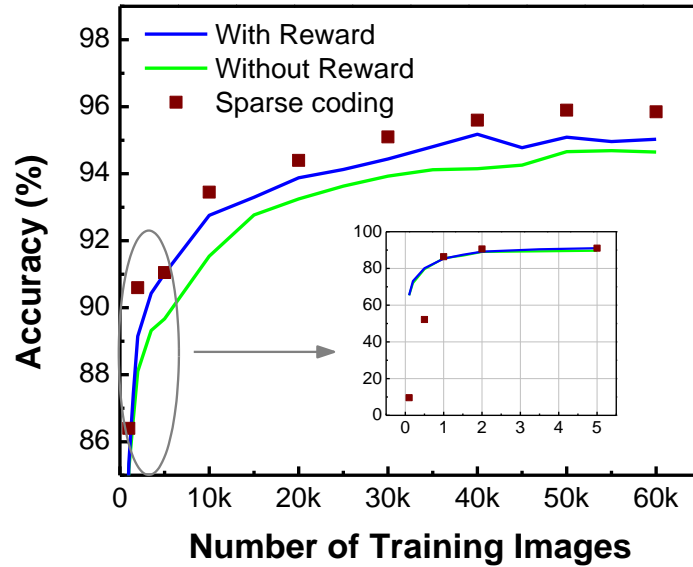 98
96
94
92
90
88
86
Accuracy (%)
With Reward
Without Reward
Sparse coding
100
80
60
40
20
0
0 1 2 3 4 5
0 10k 20k 30k 40k 50k 60k
Number of Training Images